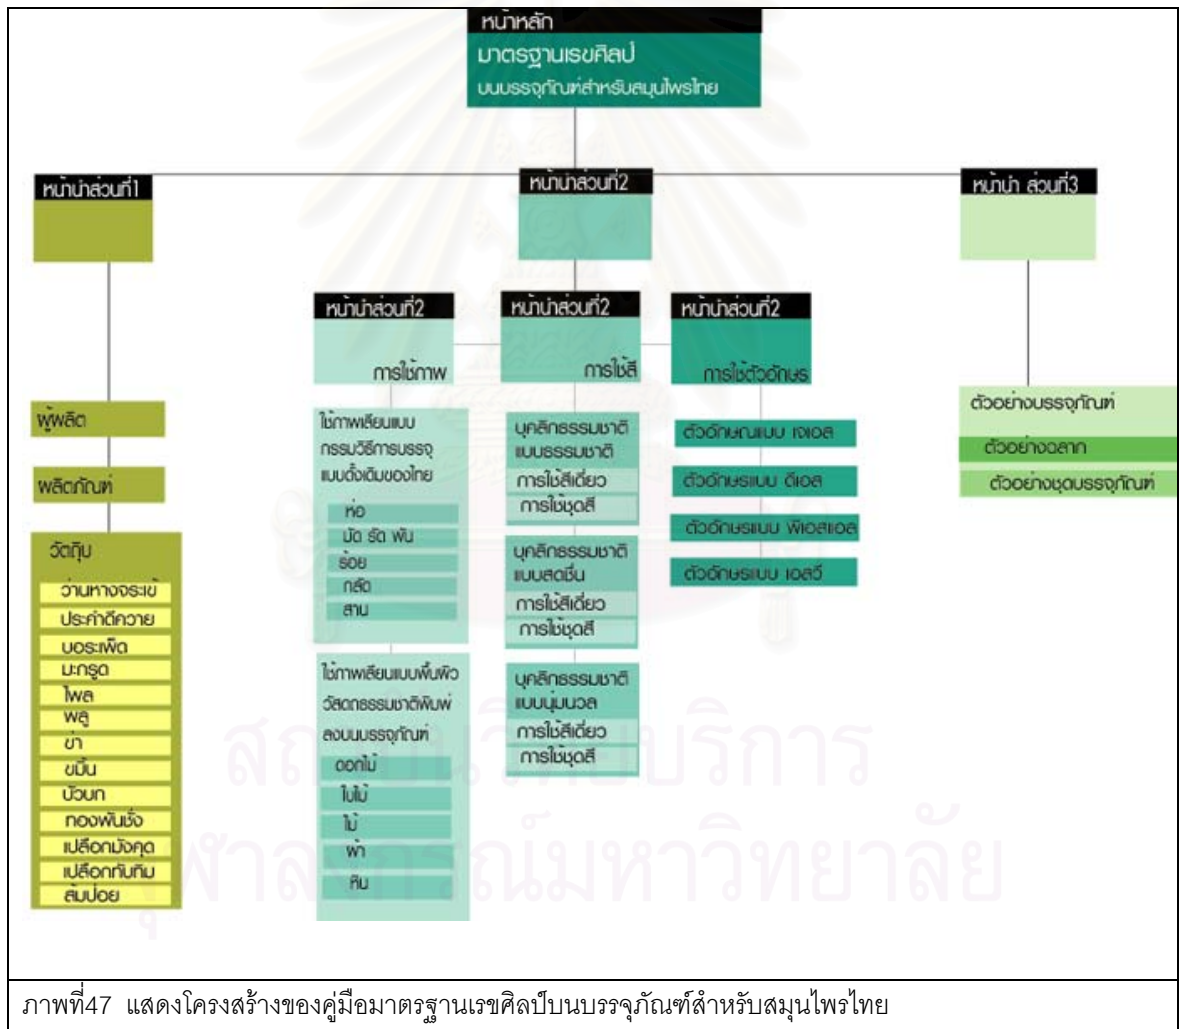 หน้าหลัก
มาตรฐานเรขศิลป์
บนบรรจุภัณฑ์สำหรับสมุนไพรไทย
หน้านำส่วนที่1
หน้านำส่วนที่2
หน้านำ ส่วนที่3
หน้านำส่วนที่2
การใช้ภาพ
หน้านำส่วนที่2
การใช้สี
หน้านำส่วนที่2
การใช้ตัวอักษร
ผู้ผลิต
ผลิตภัณฑ์
วัตถุิบ
ว่านหางจระเข้
ประคำดีควาย
บอระเพ็ด
มะกรูด
ไพล
พลู
ข่า
ขมิ้น
บัวบก
ทองพันชั่ง
เปลือกมังคุด
เปลือกทับทิม
ส้มป่อย
ใช้ภาพเลียนแบบ
กรรมวิธีการบรรจุ
แบบดั้งเดิมของไทย
ห่อ
มัด รัด พัน
ร้อย
กลัด
สาน
ใช้ภาพเลียนแบบพื้นผิว
วัสดุธรรมชาติพิมพ์
ลงบนบรรจุภัณฑ์
ดอกไม้
ใบไม้
ไม้
ผ้า
หิน
บุคลิกธรรมชาติ
แบบธรรมชาติ
การใช้สีเดี่ยว
การใช้ชุดสี
บุคลิกธรรมชาติ
แบบสดชื่น
การใช้สีเดี่ยว
การใช้ชุดสี
บุคลิกธรรมชาติ
แบบนุ่มนวล
การใช้สีเดี่ยว
การใช้ชุดสี
ตัวอักษณแบบ เจเอส
ตัวอักษรแบบ ดีเอส
ตัวอักษรแบบ พีเอสแอล
ตัวอักษรแบบ เอสวี
ตัวอย่างบรรจุภัณฑ์
ตัวอย่างฉลาก
ตัวอย่างชุดบรรจุภัณฑ์
สถาบันวิทยบริการ
จุฬาลงกรณ์มหาวิทยาลัย
ภาพที่47 แสดงโครงสร้างของคู่มือมาตรฐานเรขศิลป์บนบรรจุภัณฑ์สำหรับสมุนไพรไทย